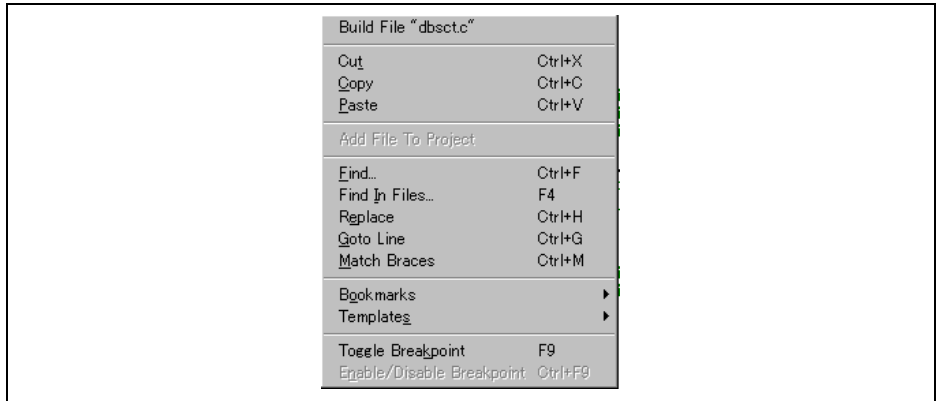 Build File "dbsct.c"
Cut Ctrl+X
Copy Ctrl+C
Paste Ctrl+V
Add File To Project
Find... Ctrl+F
Find In Files... F4
Replace Ctrl+H
Goto Line Ctrl+G
Match Braces Ctrl+M
Bookmarks
Templates
Toggle Breakpoint F9
Enable/Disable Breakpoint Ctrl+F9